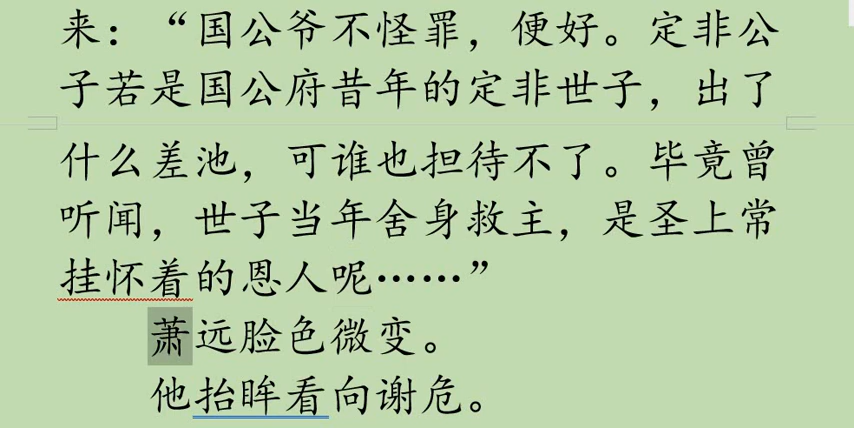 来：“国公爷不怪罪，便好。定非公
子若是国公府昔年的定非世子，出了
什么差池，可谁也担待不了。毕竟曾
听闻，世子当年舍身救主，是圣上常
挂怀着的恩人呢……”
萧远脸色微变。
他抬眸看向谢危。